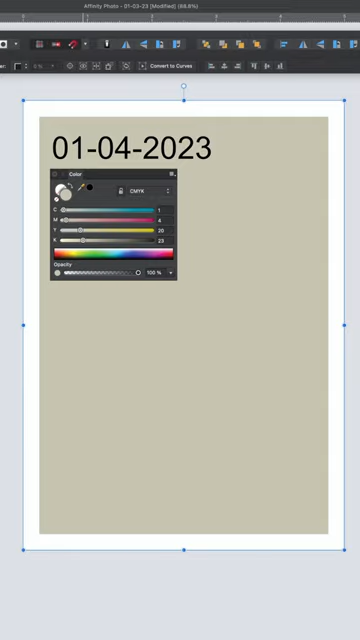 Affinity Photo - 01-03-23 [Modified] (68.8%)
Convert to Curves
01-04-2023
Color
CMYK
C 1
M 4
Y 20
K 23
Opacity
100 %